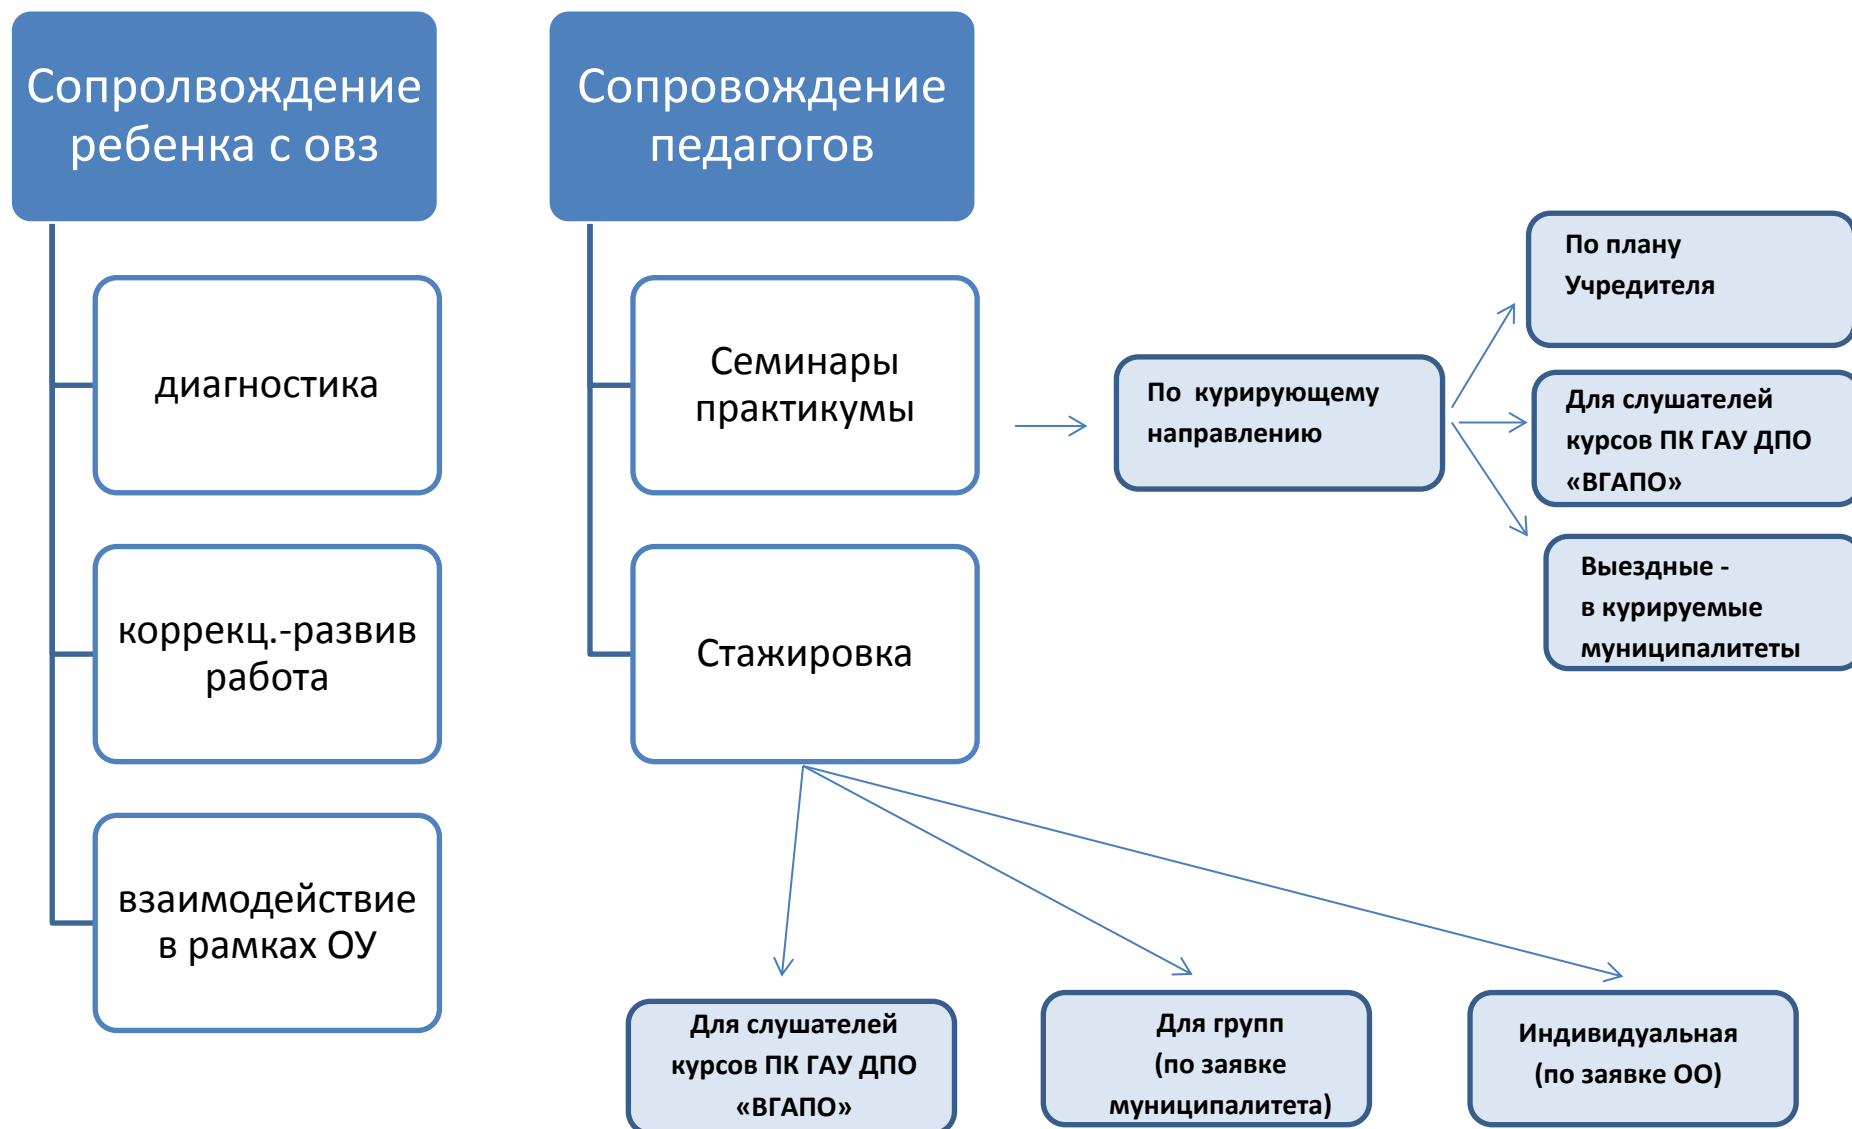 Сопролвождение
ребенка с овз
диагностика
коррекц.-развив
работа
взаимодействие
в рамках ОУ
Сопровождение
педагогов
Семинары
практикумы
Стажировка
По курирующему
направлению
По плану
Учредителя
Для слушателей
курсов ПК ГАУ ДПО
«ВГАПО»
Выездные -
в курируемые
муниципалитеты
Для слушателей
курсов ПК ГАУ ДПО
«ВГАПО»
Для групп
(по заявке
муниципалитета)
Индивидуальная
(по заявке ОО)